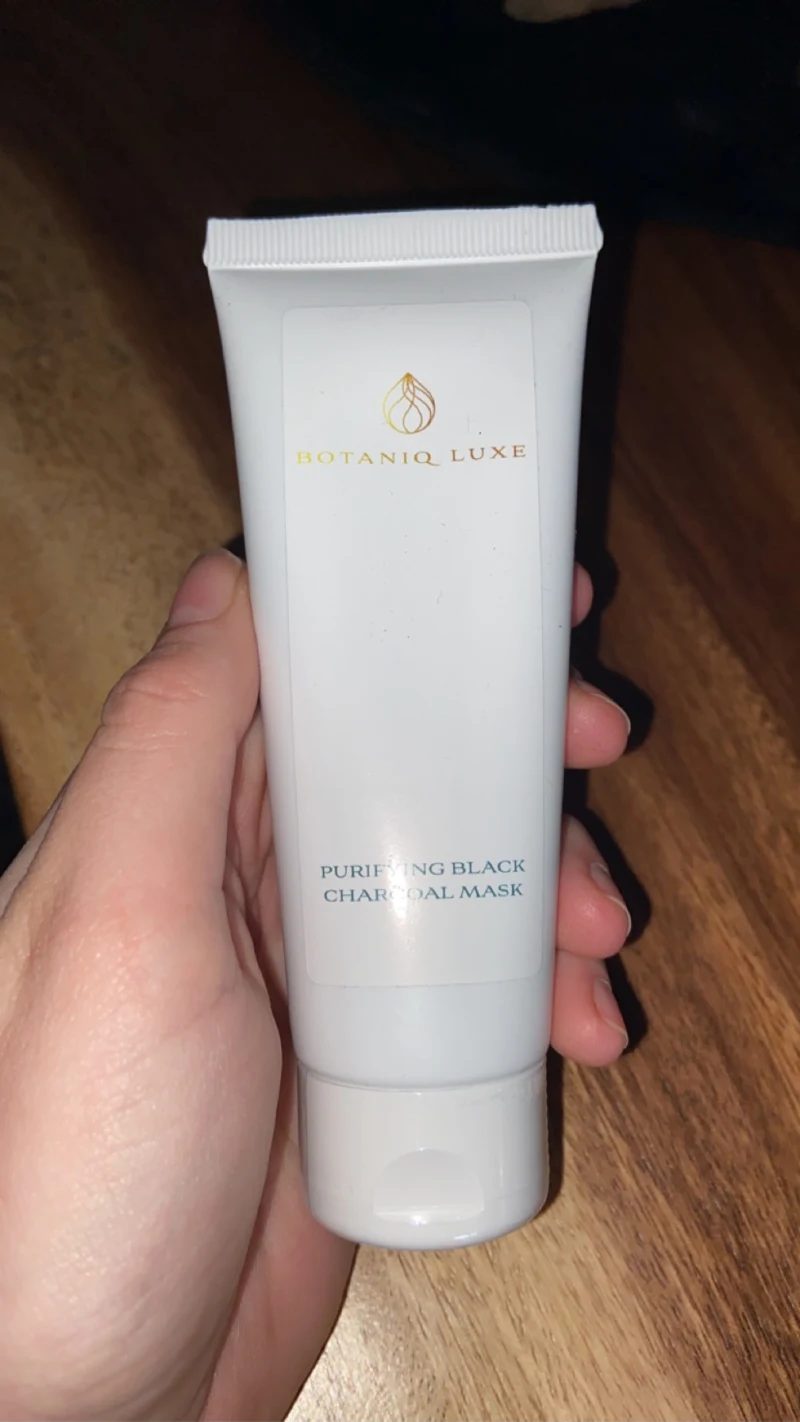 BOTANIQ LUXE
PURIFYING BLACK
CHARCOAL MASK